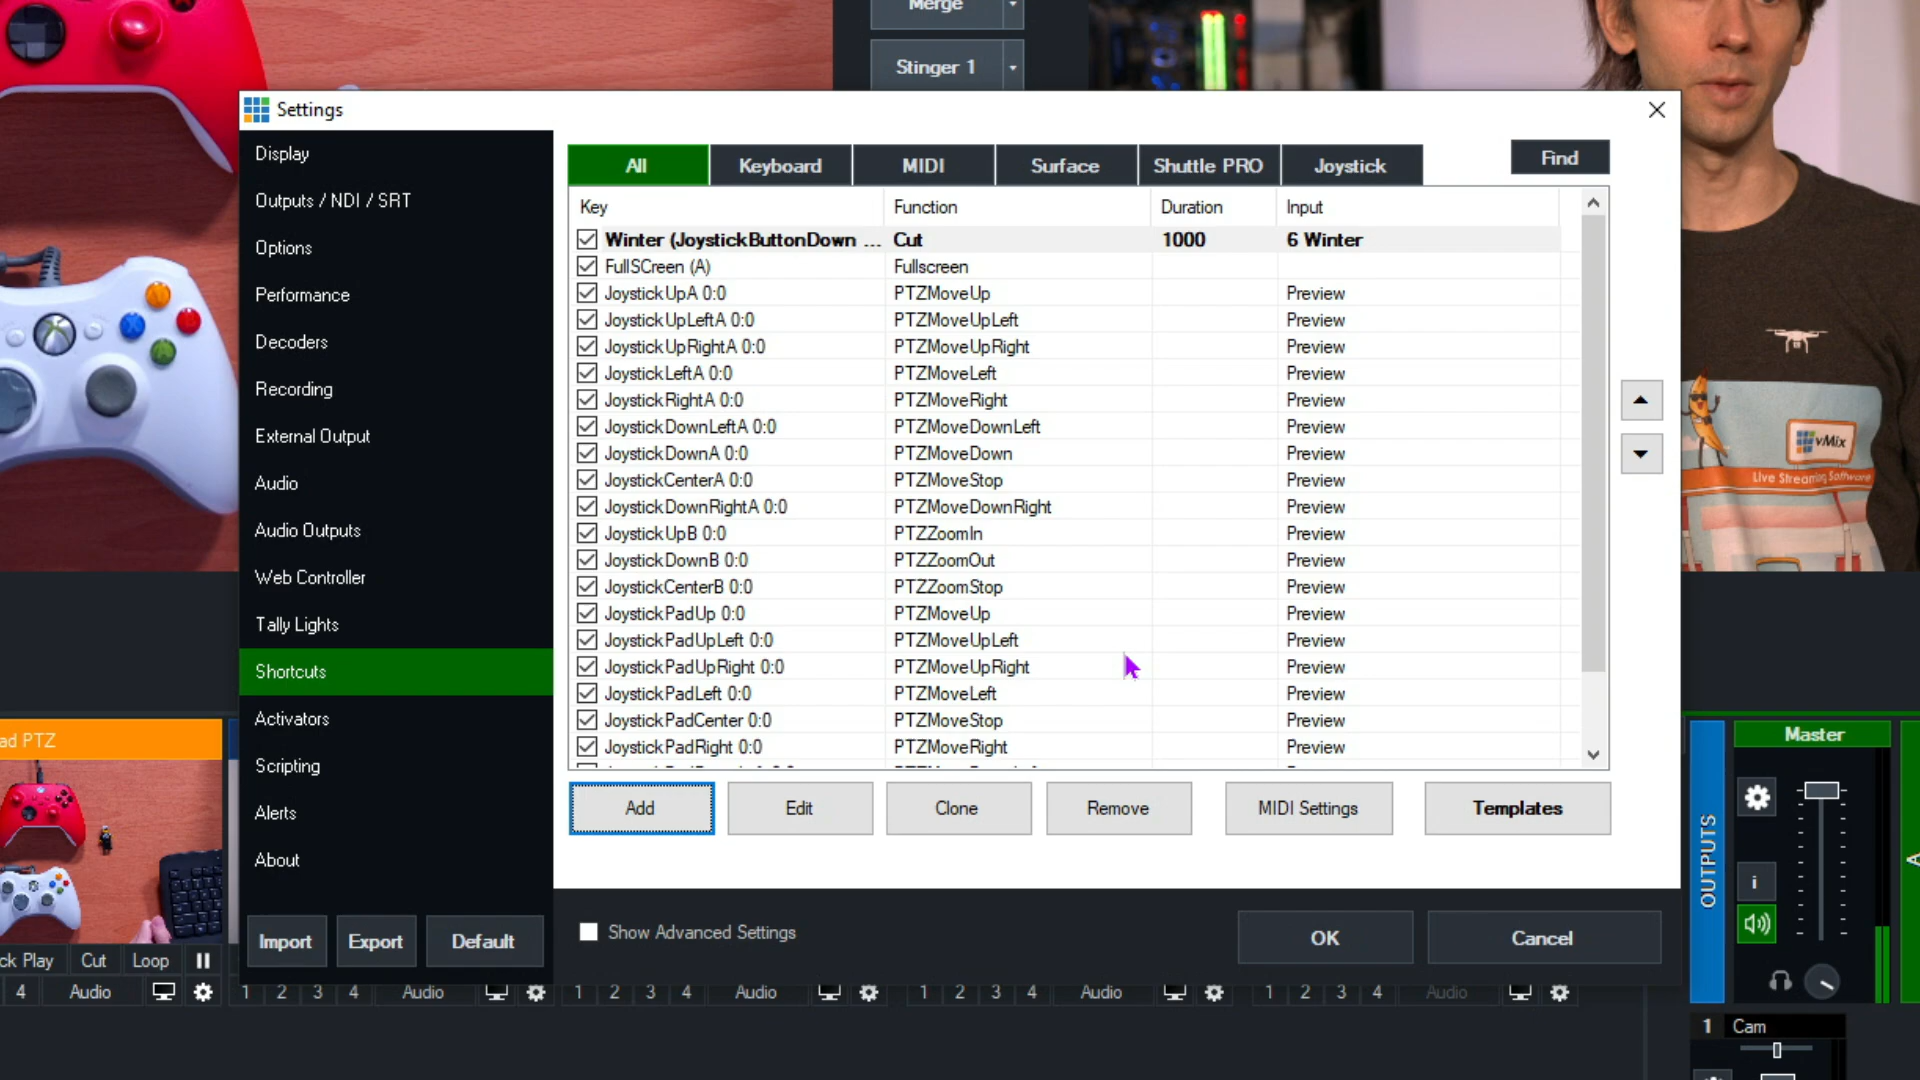 Merge
Stinger 1
Settings
Display
Outputs / NDI / SRT
Options
Performance
Decoders
Recording
External Output
Audio
Audio Outputs
Web Controller
Tally Lights
Shortcuts
Activators
Scripting
Alerts
About
Import Export Default
All Keyboard MIDI Surface Shuttle PRO Joystick Find
Key Function Duration Input
Winter (JoystickButtonDown ... Cut 1000 6 Winter
FullSCreen (A) Fullscreen
JoystickUpA 0:0 PTZMoveUp Preview
JoystickUpLeftA 0:0 PTZMoveUpLeft Preview
JoystickUpRightA 0:0 PTZMoveUpRight Preview
JoystickLeftA 0:0 PTZMoveLeft Preview
JoystickRightA 0:0 PTZMoveRight Preview
JoystickDownLeftA 0:0 PTZMoveDownLeft Preview
JoystickDownA 0:0 PTZMoveDown Preview
JoystickCenterA 0:0 PTZMoveStop Preview
JoystickDownRightA 0:0 PTZMoveDownRight Preview
JoystickUpB 0:0 PTZZoomIn Preview
JoystickDownB 0:0 PTZZoomOut Preview
JoystickCenterB 0:0 PTZZoomStop Preview
JoystickPadUp 0:0 PTZMoveUp Preview
JoystickPadUpLeft 0:0 PTZMoveUpLeft Preview
JoystickPadUpRight 0:0 PTZMoveUpRight Preview
JoystickPadLeft 0:0 PTZMoveLeft Preview
JoystickPadCenter 0:0 PTZMoveStop Preview
JoystickPadRight 0:0 PTZMoveRight Preview
Add Edit Clone Remove MIDI Settings Templates
Show Advanced Settings OK Cancel
vMix
Live Streaming Software
ad PTZ
ck Play Cut Loop
4 Audio 1 2 3 4 Audio 1 2 3 4 Audio 1 2 3 4 Audio 1 2 3 4 Audio
OUTPUTS
Master
i
A
1 Cam